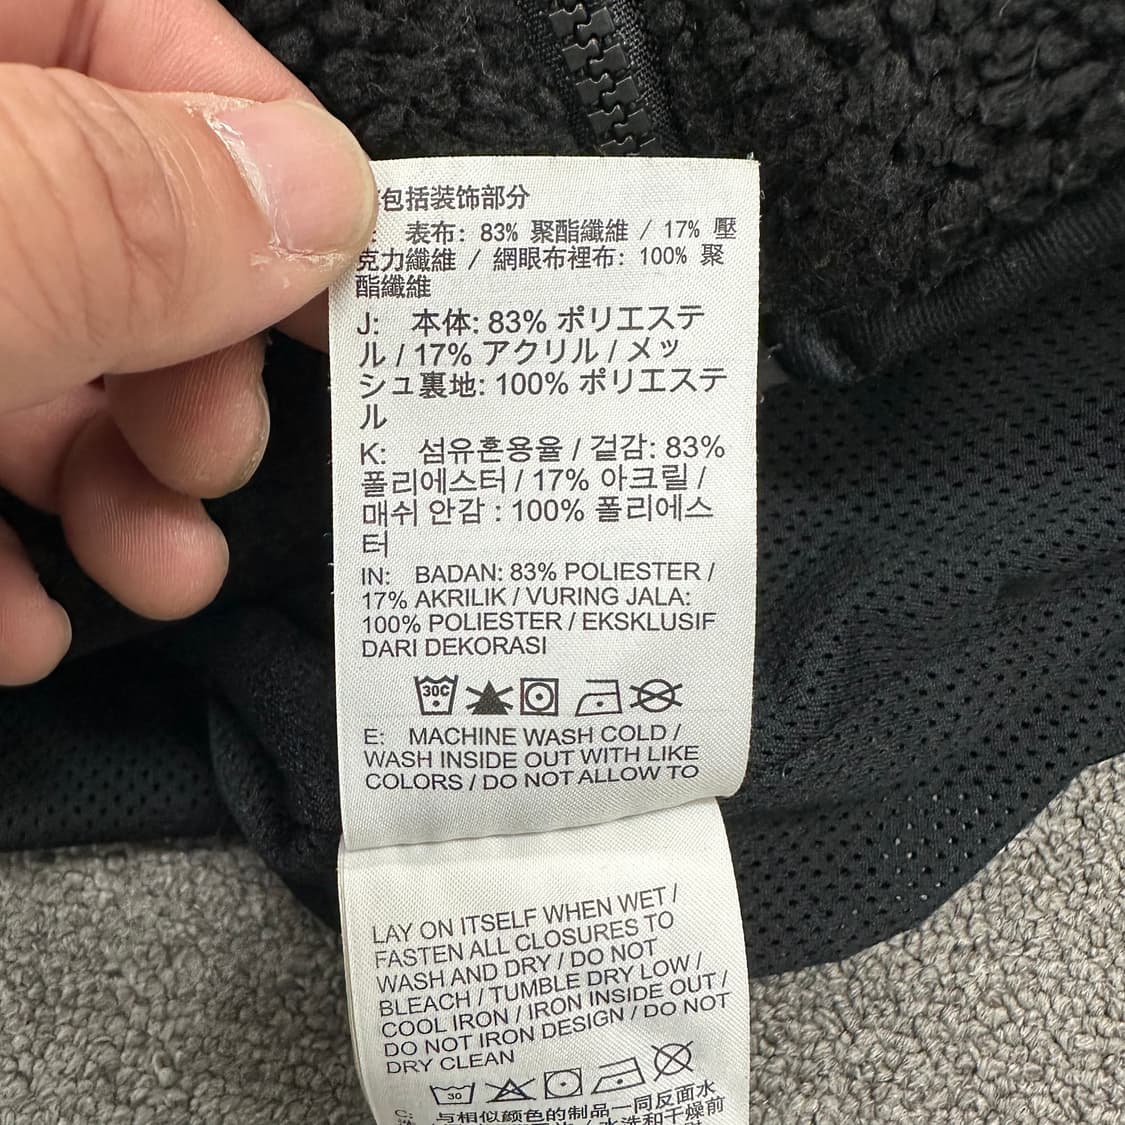 包括装饰部分
表布: 83% 聚酯纖維 / 17% 壓
克力纖維 / 網眼布裡布: 100% 聚
酯纖維
J: 本体: 83% ポリエステ
ル / 17% アクリル / メッ
シュ裏地: 100% ポリエステ
ル
K: 섬유혼용율 / 겉감: 83%
폴리에스터 / 17% 아크릴 /
매쉬 안감 : 100% 폴리에스
터
IN: BADAN: 83% POLIESTER /
17% AKRILIK / VURING JALA:
100% POLIESTER / EKSKLUSIF
DARI DEKORASI
30C
E: MACHINE WASH COLD /
WASH INSIDE OUT WITH LIKE
COLORS / DO NOT ALLOW TO
LAY ON ITSELF WHEN WET /
FASTEN ALL CLOSURES TO
WASH AND DRY / DO NOT
BLEACH / TUMBLE DRY LOW /
COOL IRON / IRON INSIDE OUT /
DO NOT IRON DESIGN / DO NOT
DRY CLEAN
30
C: 与相似颜色的制品一同反面水
水洗和干燥前